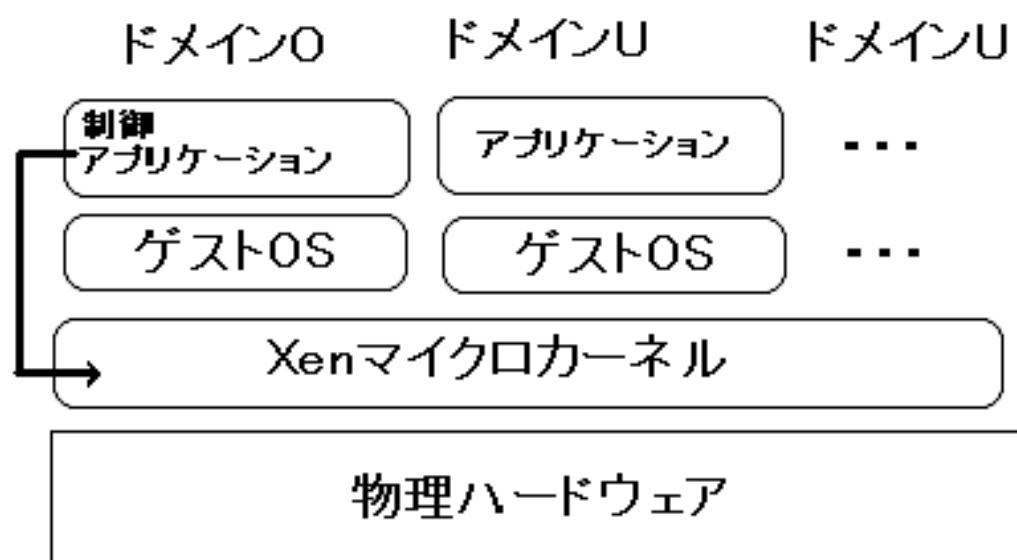 ドメイン0 ドメインU ドメインU
制御
アプリケーション アプリケーション ・・・
ゲストOS ゲストOS ・・・
Xenマイクロカーネル
物理ハードウェア